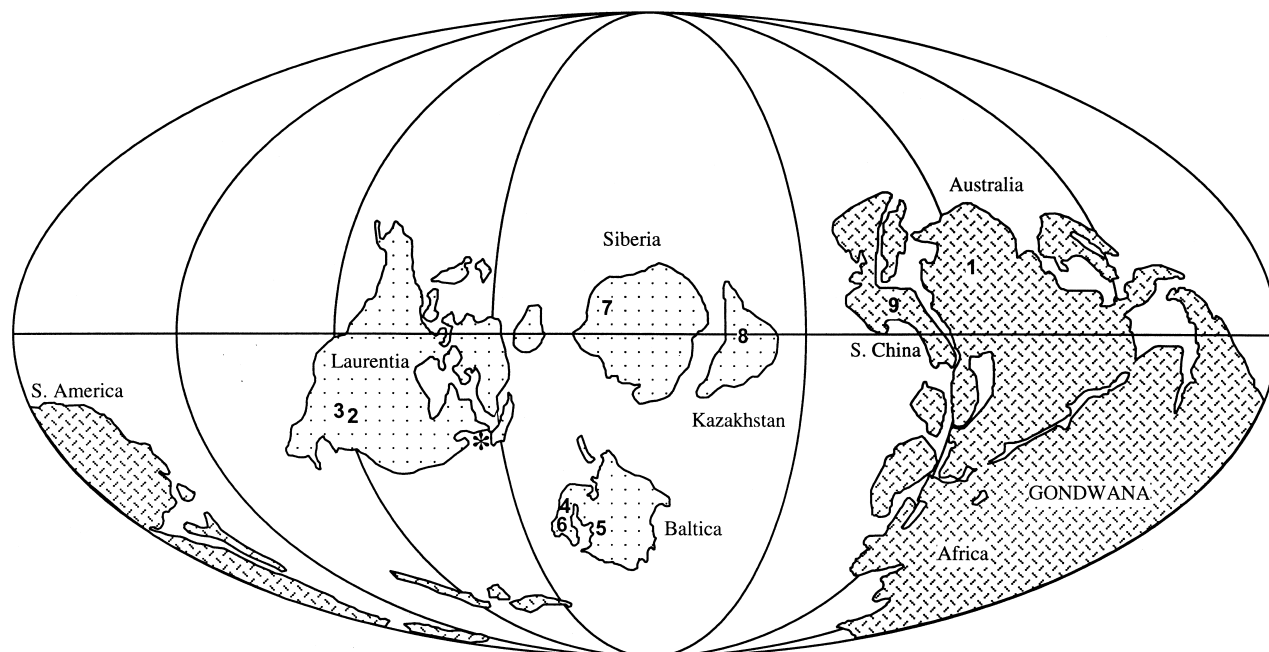 Australia
Siberia
1
7
9
8
S. China
Laurentia
S. America
3 2
Kazakhstan
*
GONDWANA
4
6 5
Baltica
Africa